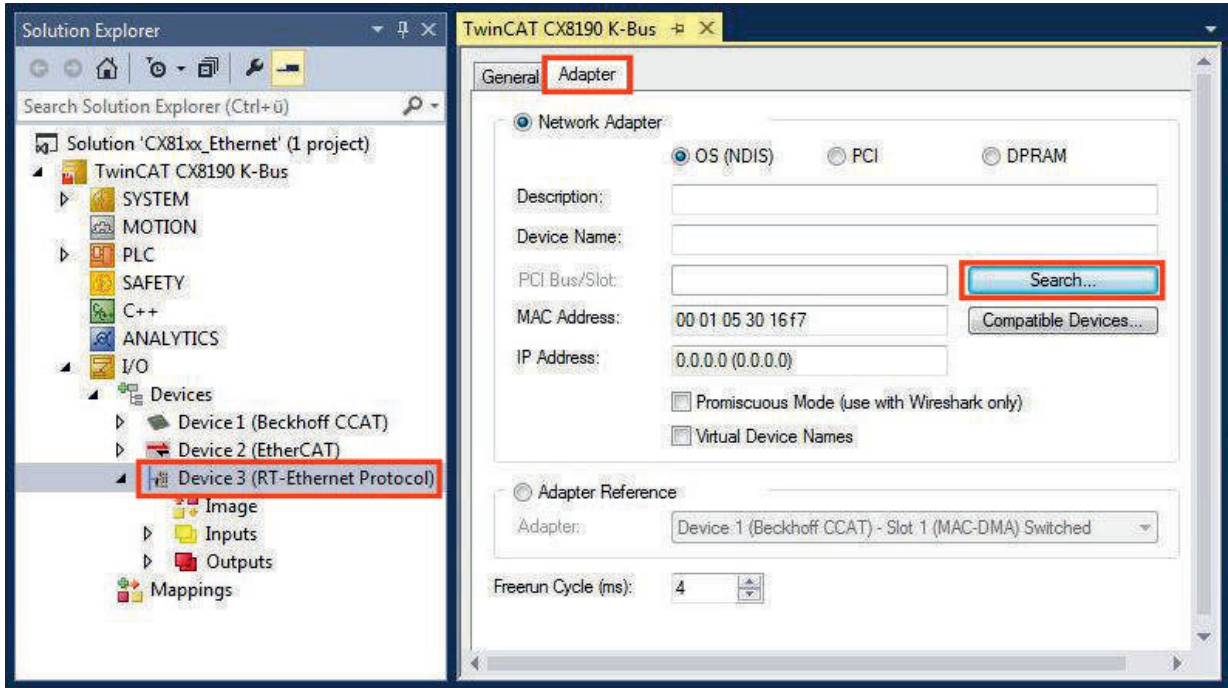 Solution Explorer
Search Solution Explorer (Ctrl+ü)
Solution 'CX81xx_Ethernet' (1 project)
TwinCAT CX8190 K-Bus
SYSTEM
MOTION
PLC
SAFETY
C++
ANALYTICS
I/O
Devices
Device 1 (Beckhoff CCAT)
Device 2 (EtherCAT)
Device 3 (RT-Ethernet Protocol)
Image
Inputs
Outputs
Mappings
TwinCAT CX8190 K-Bus
General Adapter
Network Adapter
OS (NDIS) PCI DPRAM
Description:
Device Name:
PCI Bus/Slot: Search...
MAC Address: 00 01 05 30 16 f7 Compatible Devices...
IP Address: 0.0.0.0 (0.0.0.0)
Promiscuous Mode (use with Wireshark only)
Virtual Device Names
Adapter Reference
Adapter: Device 1 (Beckhoff CCAT) - Slot 1 (MAC-DMA) Switched
Freerun Cycle (ms): 4